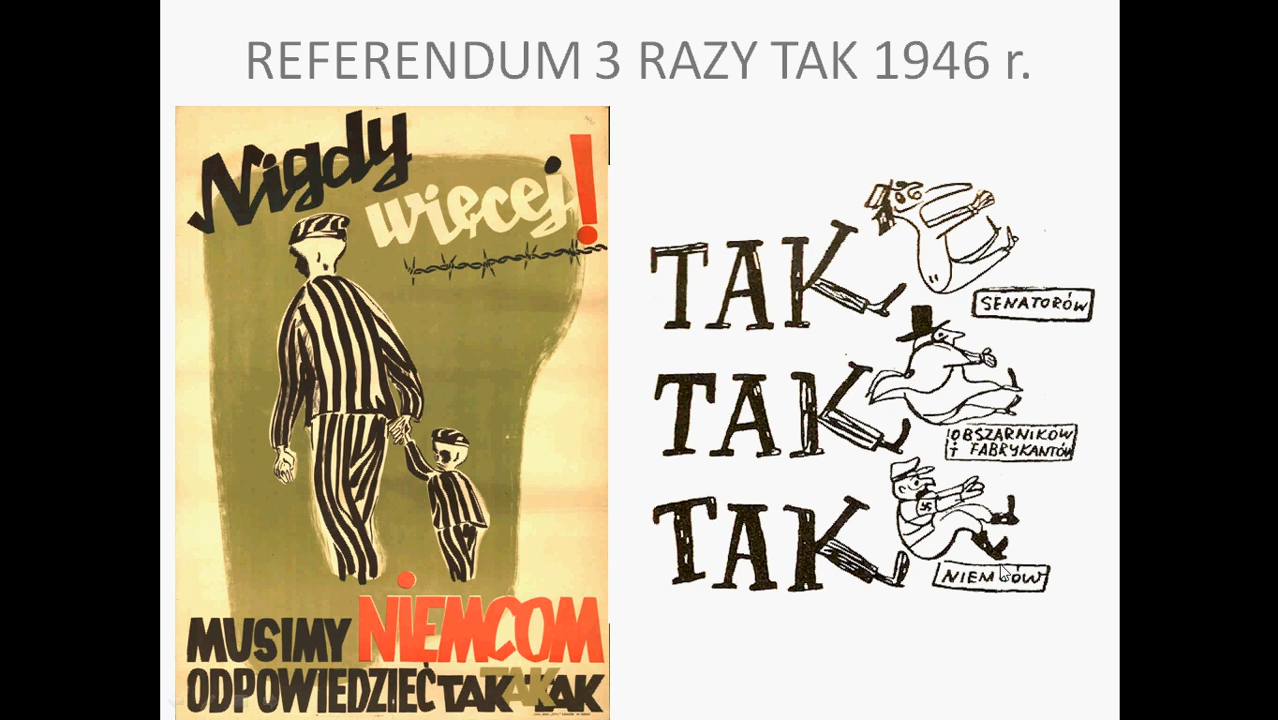 REFERENDUM 3 RAZY TAK 1946 r.
Nigdy
więcej!
MUSIMY NIEMCOM
ODPOWIEDZIEĆ TAK TAK TAK
TAK
SENATORÓW
TAK
OBSZARNIKÓW
i FABRYKANTÓW
TAK
NIEMCÓW